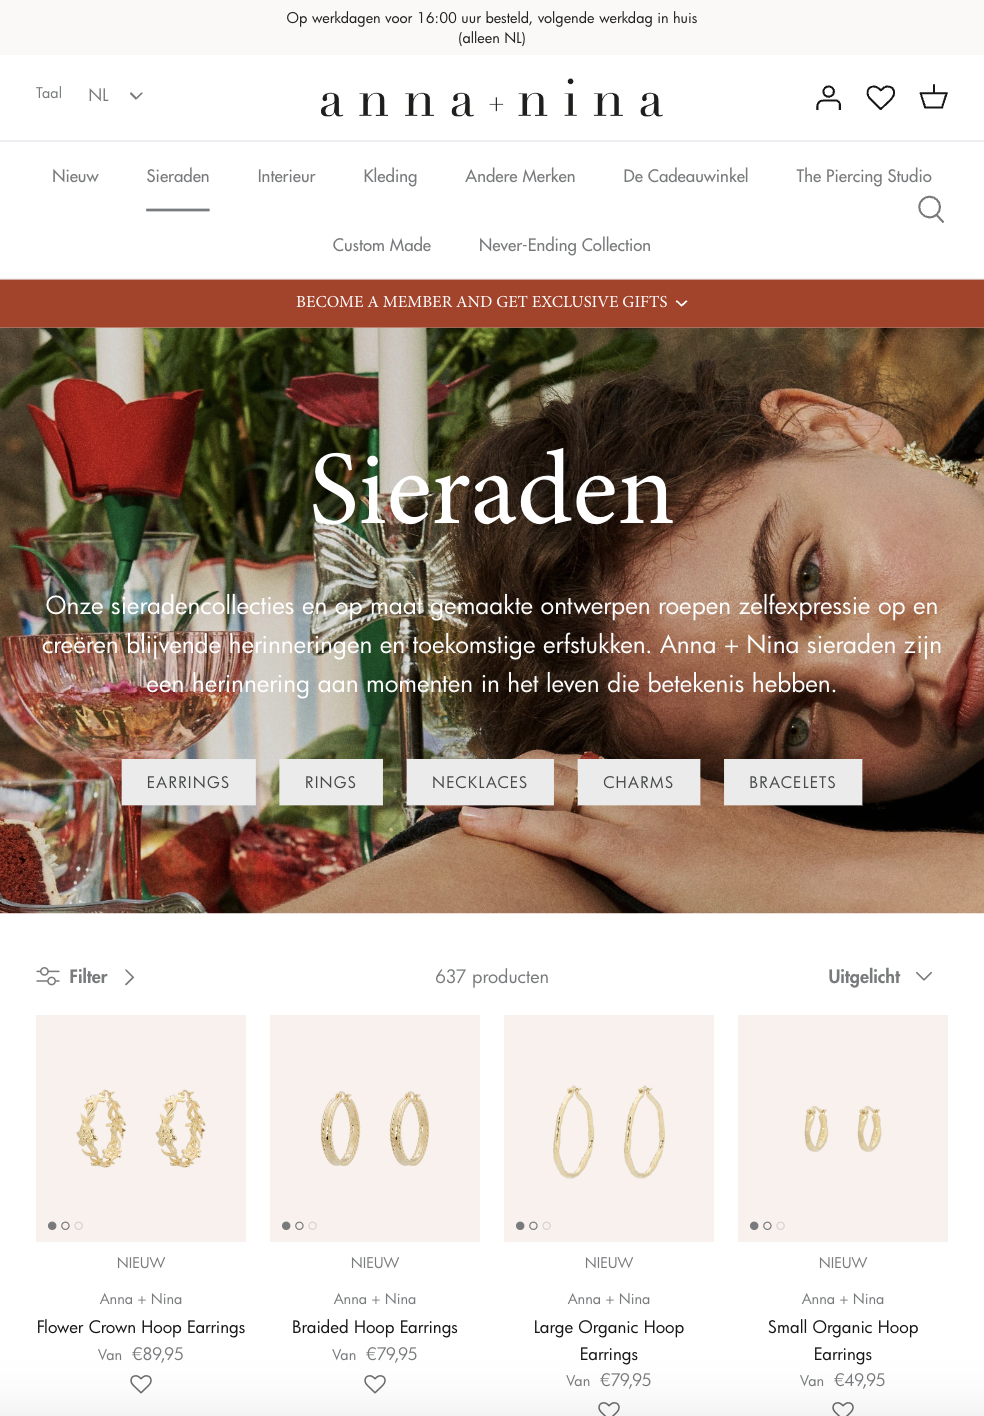 Op werkdagen voor 16:00 uur besteld, volgende werkdag in huis
(alleen NL)
Taal NL
anna+nina
Nieuw Sieraden Interieur Kleding Andere Merken De Cadeauwinkel The Piercing Studio
Custom Made Never-Ending Collection
BECOME A MEMBER AND GET EXCLUSIVE GIFTS
Sieraden
Onze sieradencollecties en op maat gemaakte ontwerpen roepen zelfexpressie op en
creëren blijvende herinneringen en toekomstige erfstukken. Anna + Nina sieraden zijn
een herinnering aan momenten in het leven die betekenis hebben.
EARRINGS RINGS NECKLACES CHARMS BRACELETS
Filter 637 producten Uitgelicht
NIEUW NIEUW NIEUW NIEUW
Anna + Nina Anna + Nina Anna + Nina Anna + Nina
Flower Crown Hoop Earrings Braided Hoop Earrings Large Organic Hoop Small Organic Hoop
Van €89,95 Van €79,95 Earrings Earrings
Van €79,95 Van €49,95